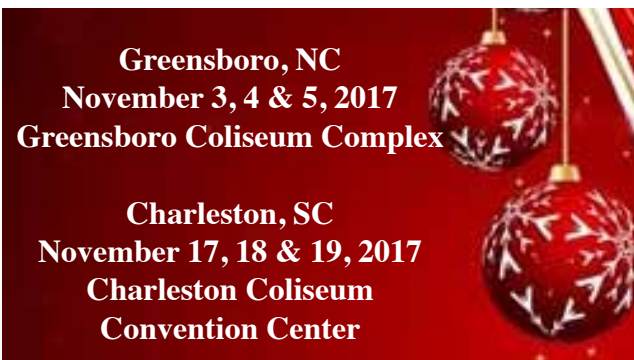 Greensboro, NC
November 3, 4 & 5, 2017
Greensboro Coliseum Complex
Charleston, SC
November 17, 18 & 19, 2017
Charleston Coliseum
Convention Center